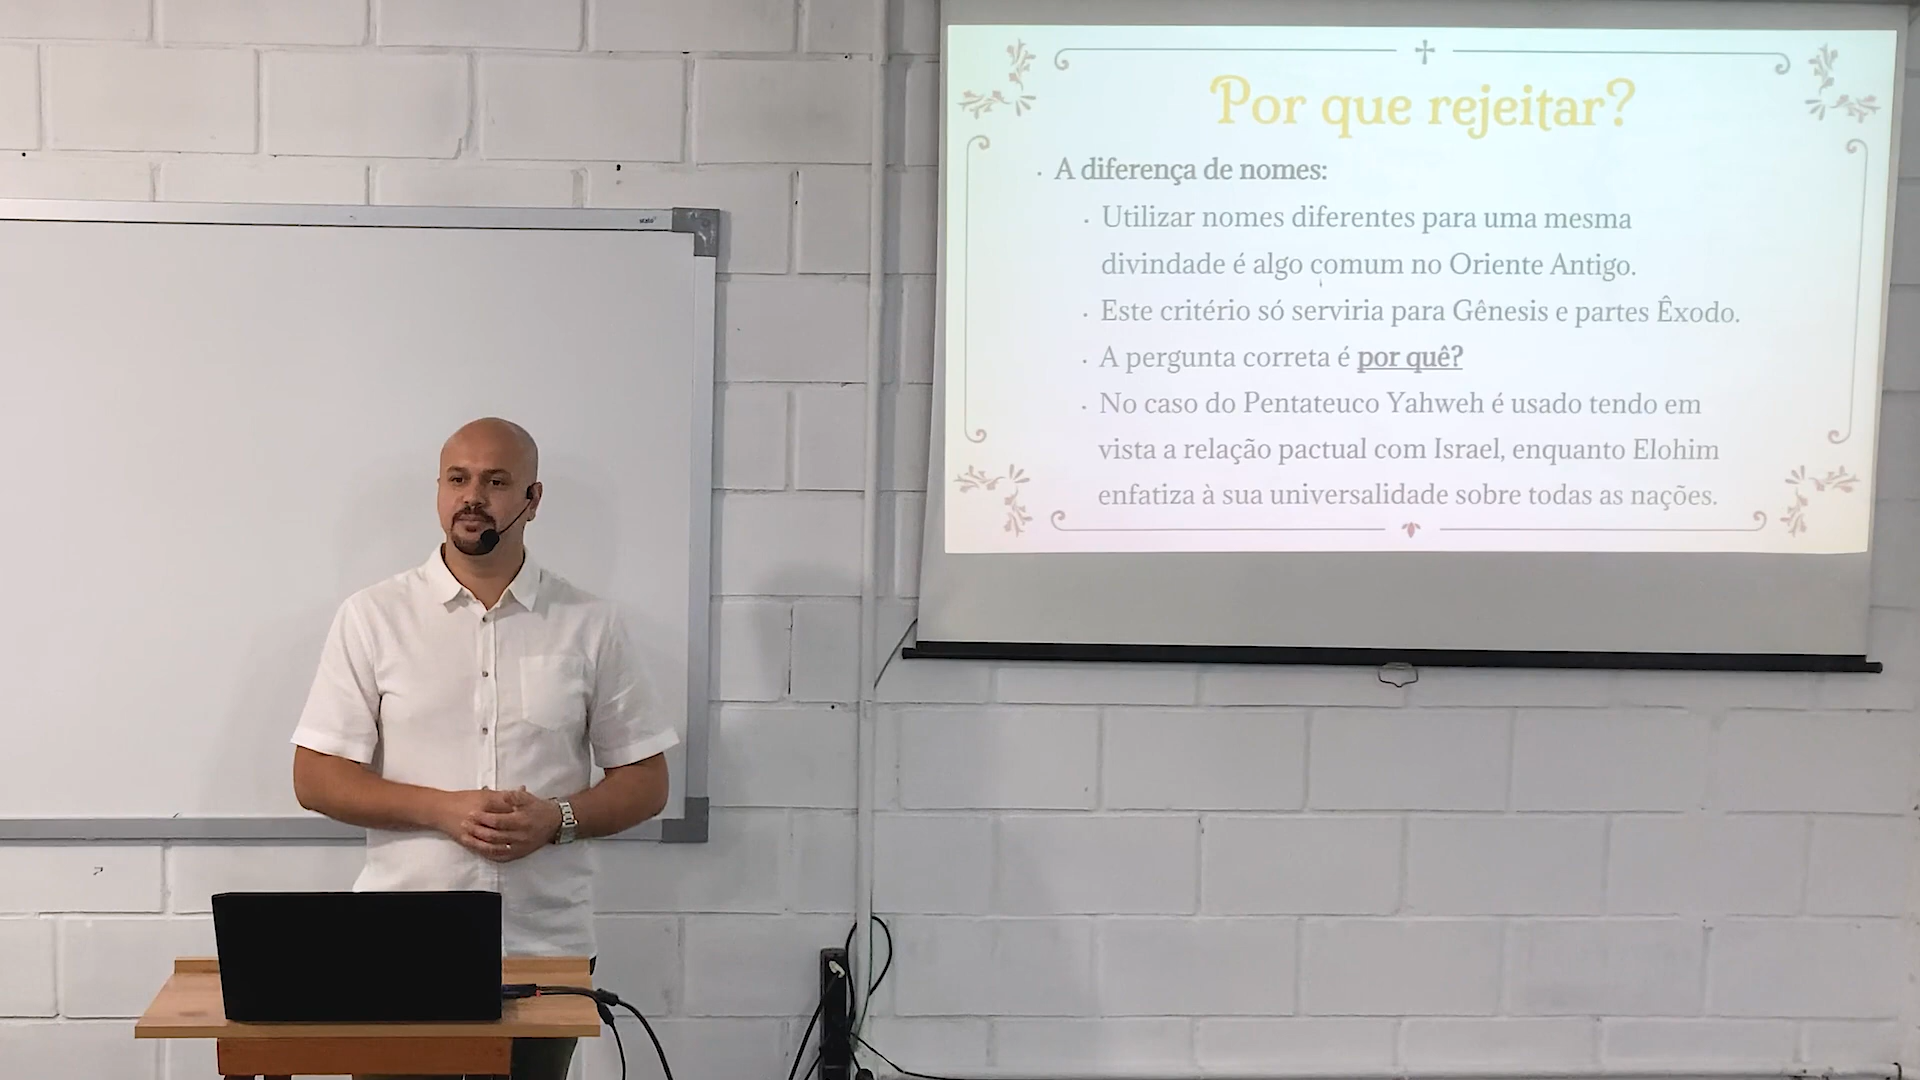 Por que rejeitar?
· A diferença de nomes:
· Utilizar nomes diferentes para uma mesma
divindade é algo comum no Oriente Antigo.
· Este critério só serviria para Gênesis e partes Êxodo.
· A pergunta correta é por quê?
· No caso do Pentateuco Yahweh é usado tendo em
vista a relação pactual com Israel, enquanto Elohim
enfatiza à sua universalidade sobre todas as nações.